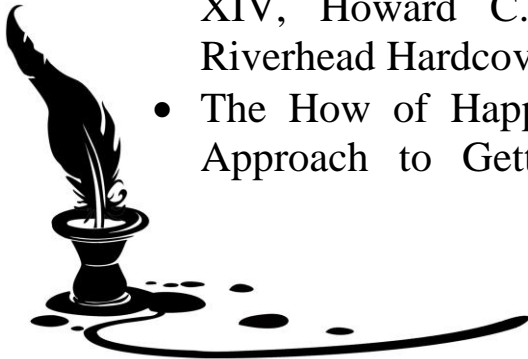 XIV, Howard C.
Riverhead Hardcov
• The How of Happ
Approach to Gett